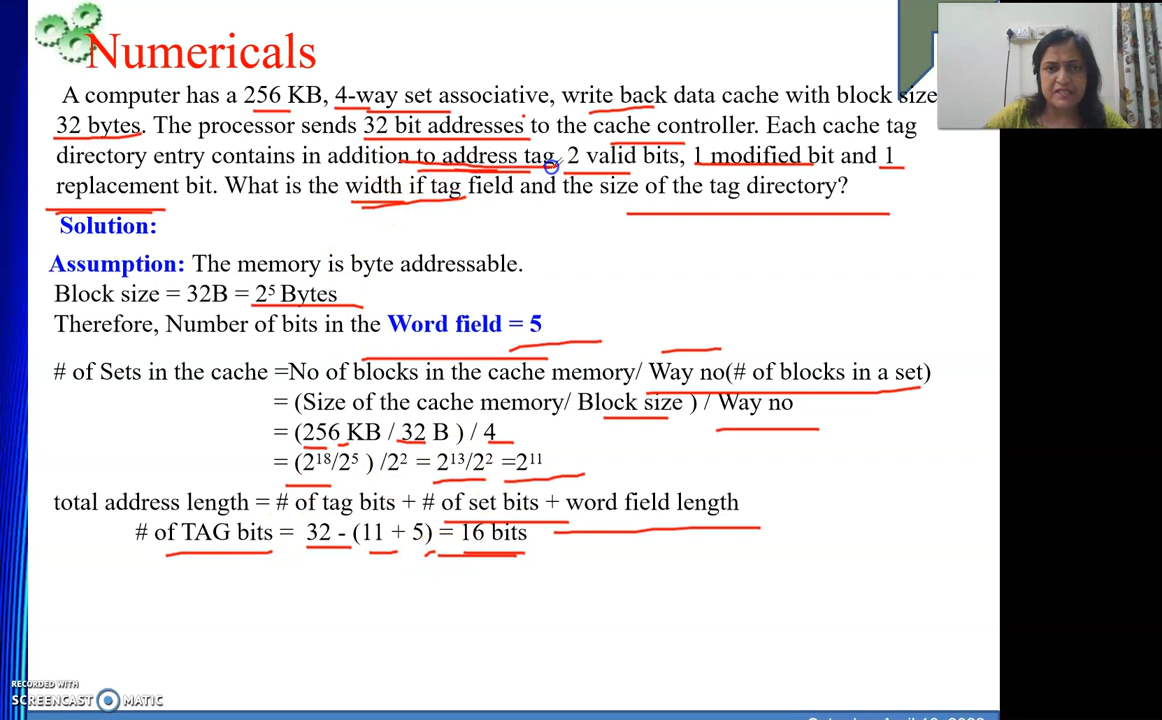 Numericals
A computer has a 256 KB, 4-way set associative, write back data cache with block size
32 bytes. The processor sends 32 bit addresses to the cache controller. Each cache tag
directory entry contains in addition to address tag, 2 valid bits, 1 modified bit and 1
replacement bit. What is the width if tag field and the size of the tag directory?
Solution:
Assumption: The memory is byte addressable.
Block size = 32B = 2⁵ Bytes
Therefore, Number of bits in the Word field = 5
# of Sets in the cache =No of blocks in the cache memory/ Way no(# of blocks in a set)
= (Size of the cache memory/ Block size ) / Way no
= (256 KB / 32 B ) / 4
= (2¹⁸/2⁵ ) /2² = 2¹³/2² =2¹¹
total address length = # of tag bits + # of set bits + word field length
# of TAG bits = 32 - (11 + 5) = 16 bits
RECORDED WITH
SCREENCAST MATIC